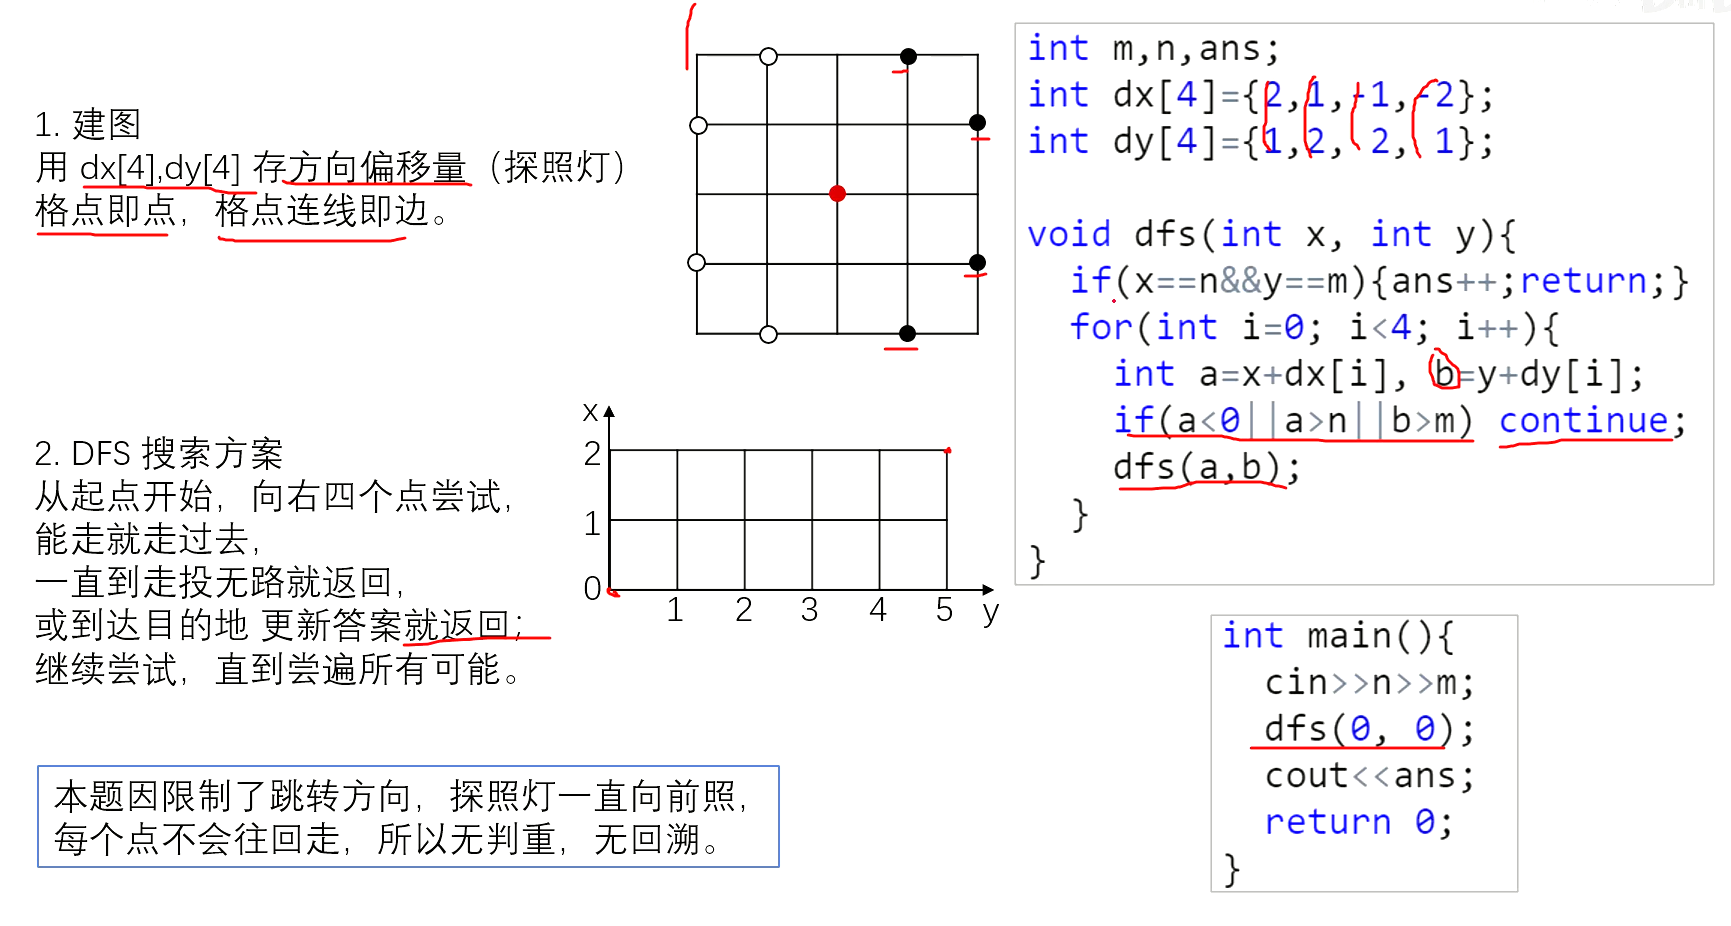 1. 建图
用 dx[4],dy[4] 存方向偏移量（探照灯）
格点即点，格点连线即边。
2. DFS 搜索方案
从起点开始，向右四个点尝试，
能走就走过去，
一直到走投无路就返回，
或到达目的地 更新答案就返回；
继续尝试，直到尝遍所有可能。
本题因限制了跳转方向，探照灯一直向前照，
每个点不会往回走，所以无判重，无回溯。
x
2
1
0
1 2 3 4 5 y
int m,n,ans;
int dx[4]={2,1,-1,-2};
int dy[4]={1,2, 2, 1};
void dfs(int x, int y){
if(x==n&&y==m){ans++;return;}
for(int i=0; i<4; i++){
int a=x+dx[i], b=y+dy[i];
if(a<0||a>n||b>m) continue;
dfs(a,b);
}
}
int main(){
cin>>n>>m;
dfs(0, 0);
cout<<ans;
return 0;
}